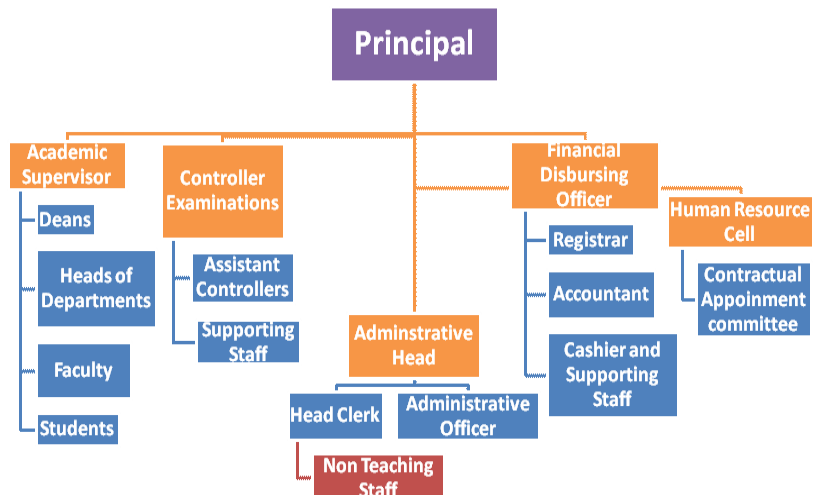 Principal
Academic
Supervisor
Deans
Heads of
Departments
Faculty
Students
Controller
Examinations
Assistant
Controllers
Supporting
Staff
Adminstrative
Head
Head Clerk
Administrative
Officer
Non Teaching
Staff
Financial
Disbursing
Officer
Registrar
Accountant
Cashier and
Supporting
Staff
Human Resource
Cell
Contractual
Appoinment
committee